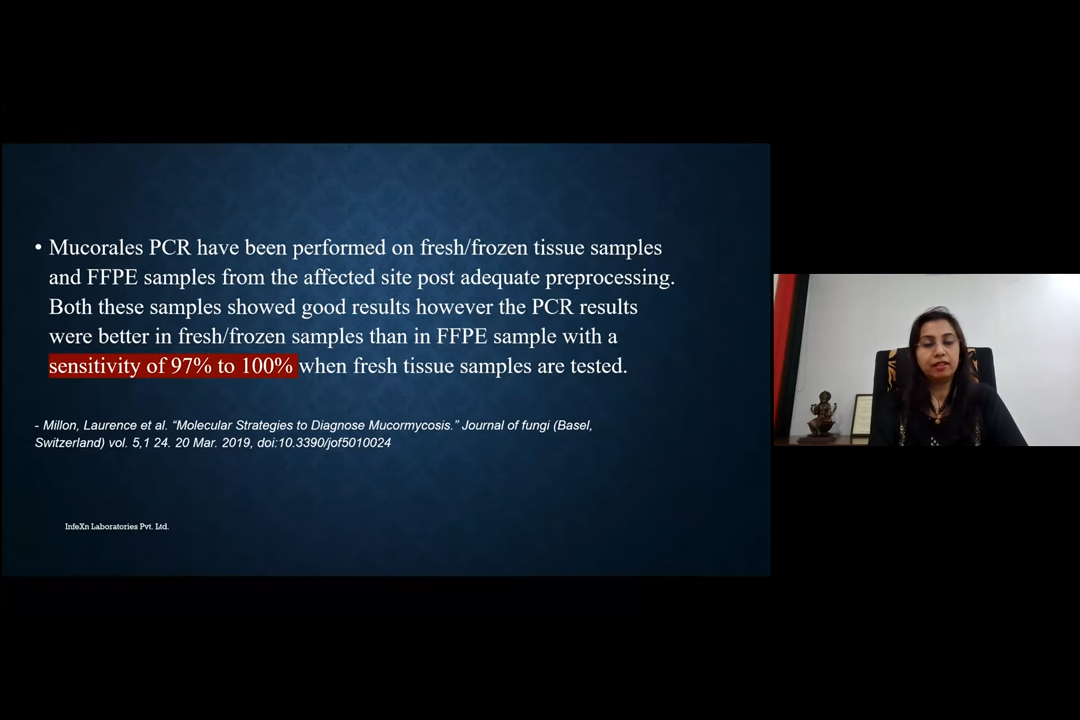 • Mucorales PCR have been performed on fresh/frozen tissue samples
and FFPE samples from the affected site post adequate preprocessing.
Both these samples showed good results however the PCR results
were better in fresh/frozen samples than in FFPE sample with a
sensitivity of 97% to 100% when fresh tissue samples are tested.
- Millon, Laurence et al. “Molecular Strategies to Diagnose Mucormycosis.” Journal of fungi (Basel,
Switzerland) vol. 5,1 24. 20 Mar. 2019, doi:10.3390/jof5010024
InfeXn Laboratories Pvt. Ltd.